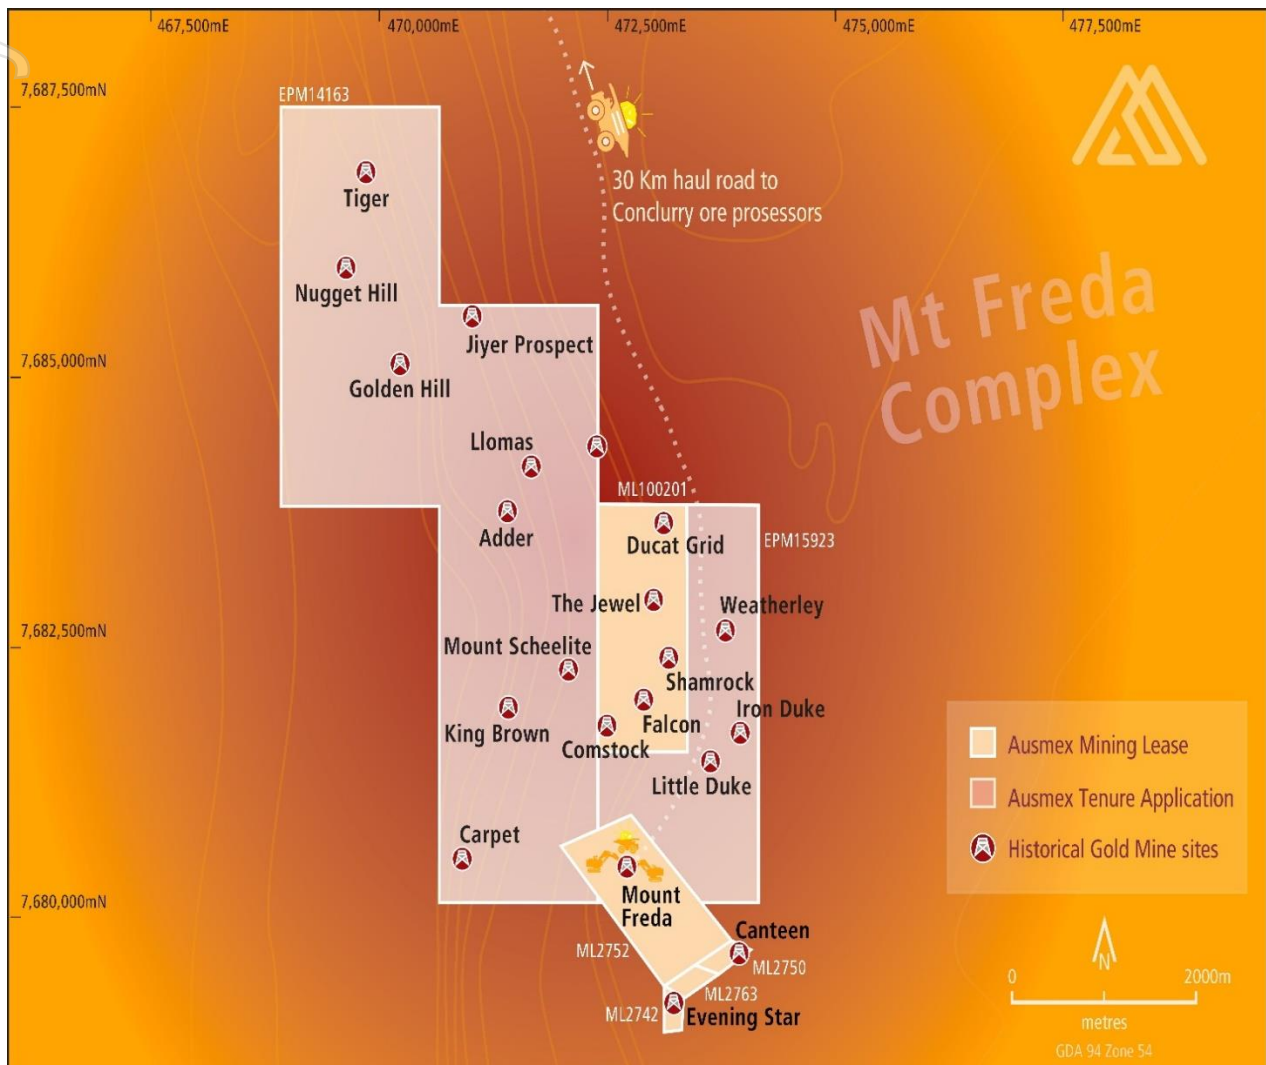 467,500mE
470,000mE
472,500mE
475,000mE
477,500mE
7,687,500mN
EPM14163
Tiger
30 Km haul road to
Conclurry ore prosessors
Nugget Hill
Mt Freda
Complex
Jiyer Prospect
7,685,000mN
Golden Hill
Llomas
ML100201
Adder
Ducat Grid
EPM15923
The Jewel
Weatherley
7,682,500mN
Mount Scheelite
Shamrock
Iron Duke
King Brown
Falcon
Comstock
Little Duke
Ausmex Mining Lease
Ausmex Tenure Application
Historical Gold Mine sites
Carpet
7,680,000mN
Mount
Freda
Canteen
ML2752
ML2750
ML2763
ML2742
Evening Star
N
0
2000m
metres
GDA 94 Zone 54